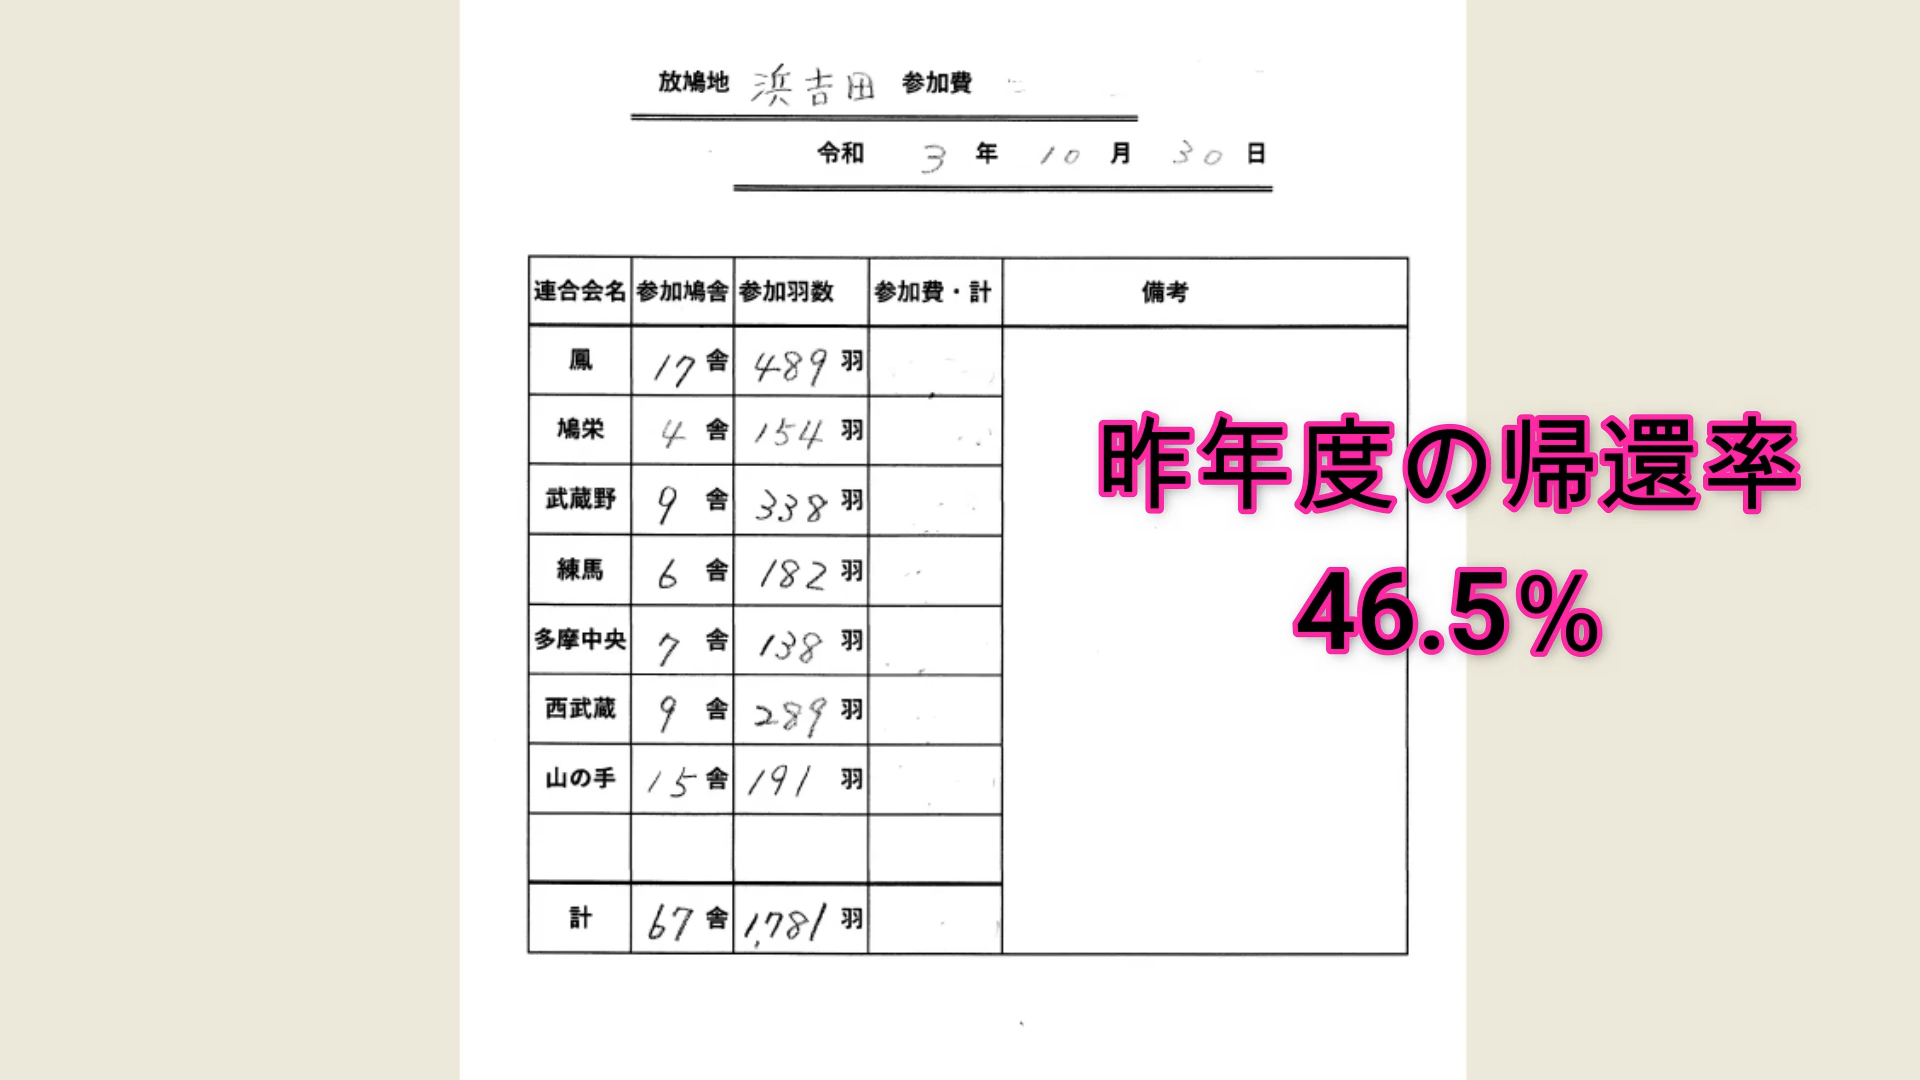 放鳩地 浜吉田 参加費
令和 3 年 10 月 30 日
連合会名 参加鳩舎 参加羽数 参加費・計 備考
鳳 17 舎 489 羽
鳩栄 4 舎 154 羽
武蔵野 9 舎 338 羽
練馬 6 舎 182 羽
多摩中央 7 舎 138 羽
西武蔵 9 舎 289 羽
山の手 15 舎 191 羽
計 67 舎 1,781 羽
昨年度の帰還率
46.5%